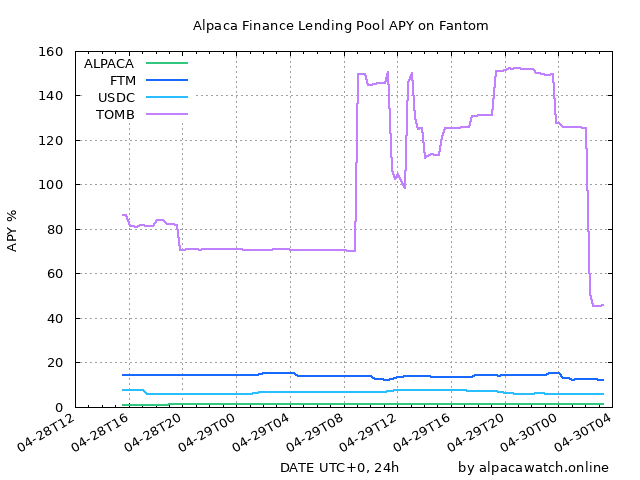 Alpaca Finance Lending Pool APY on Fantom
160
140
120
100
80
60
40
20
0
APY %
ALPACA
FTM
USDC
TOMB
04-28T12
04-28T16
04-28T20
04-29T00
04-29T04
04-29T08
04-29T12
04-29T16
04-29T20
04-30T00
04-30T04
DATE UTC+0, 24h
by alpacawatch.online